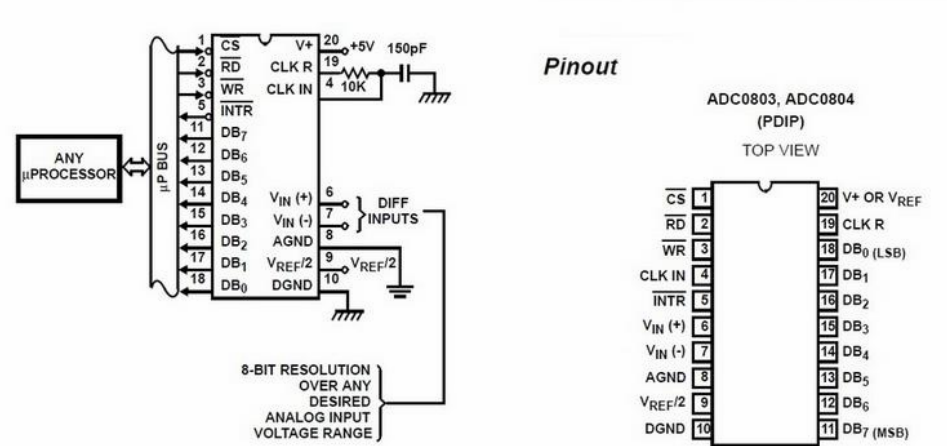 1 CS
2 RD
3 WR
5 INTR
11 DB7
12 DB6
13 DB5
14 DB4
15 DB3
16 DB2
17 DB1
18 DB0
V+ 20 +5V
CLK R 19
CLK IN 4
10K
150pF
VIN (+) 6
VIN (-) 7
AGND 8
VREF/2 9 VREF/2
DGND 10
DIFF
INPUTS
ANY
μPROCESSOR
μP BUS
8-BIT RESOLUTION
OVER ANY
DESIRED
ANALOG INPUT
VOLTAGE RANGE
Pinout
ADC0803, ADC0804
(PDIP)
TOP VIEW
CS 1
RD 2
WR 3
CLK IN 4
INTR 5
VIN (+) 6
VIN (-) 7
AGND 8
VREF/2 9
DGND 10
20 V+ OR VREF
19 CLK R
18 DB0 (LSB)
17 DB1
16 DB2
15 DB3
14 DB4
13 DB5
12 DB6
11 DB7 (MSB)